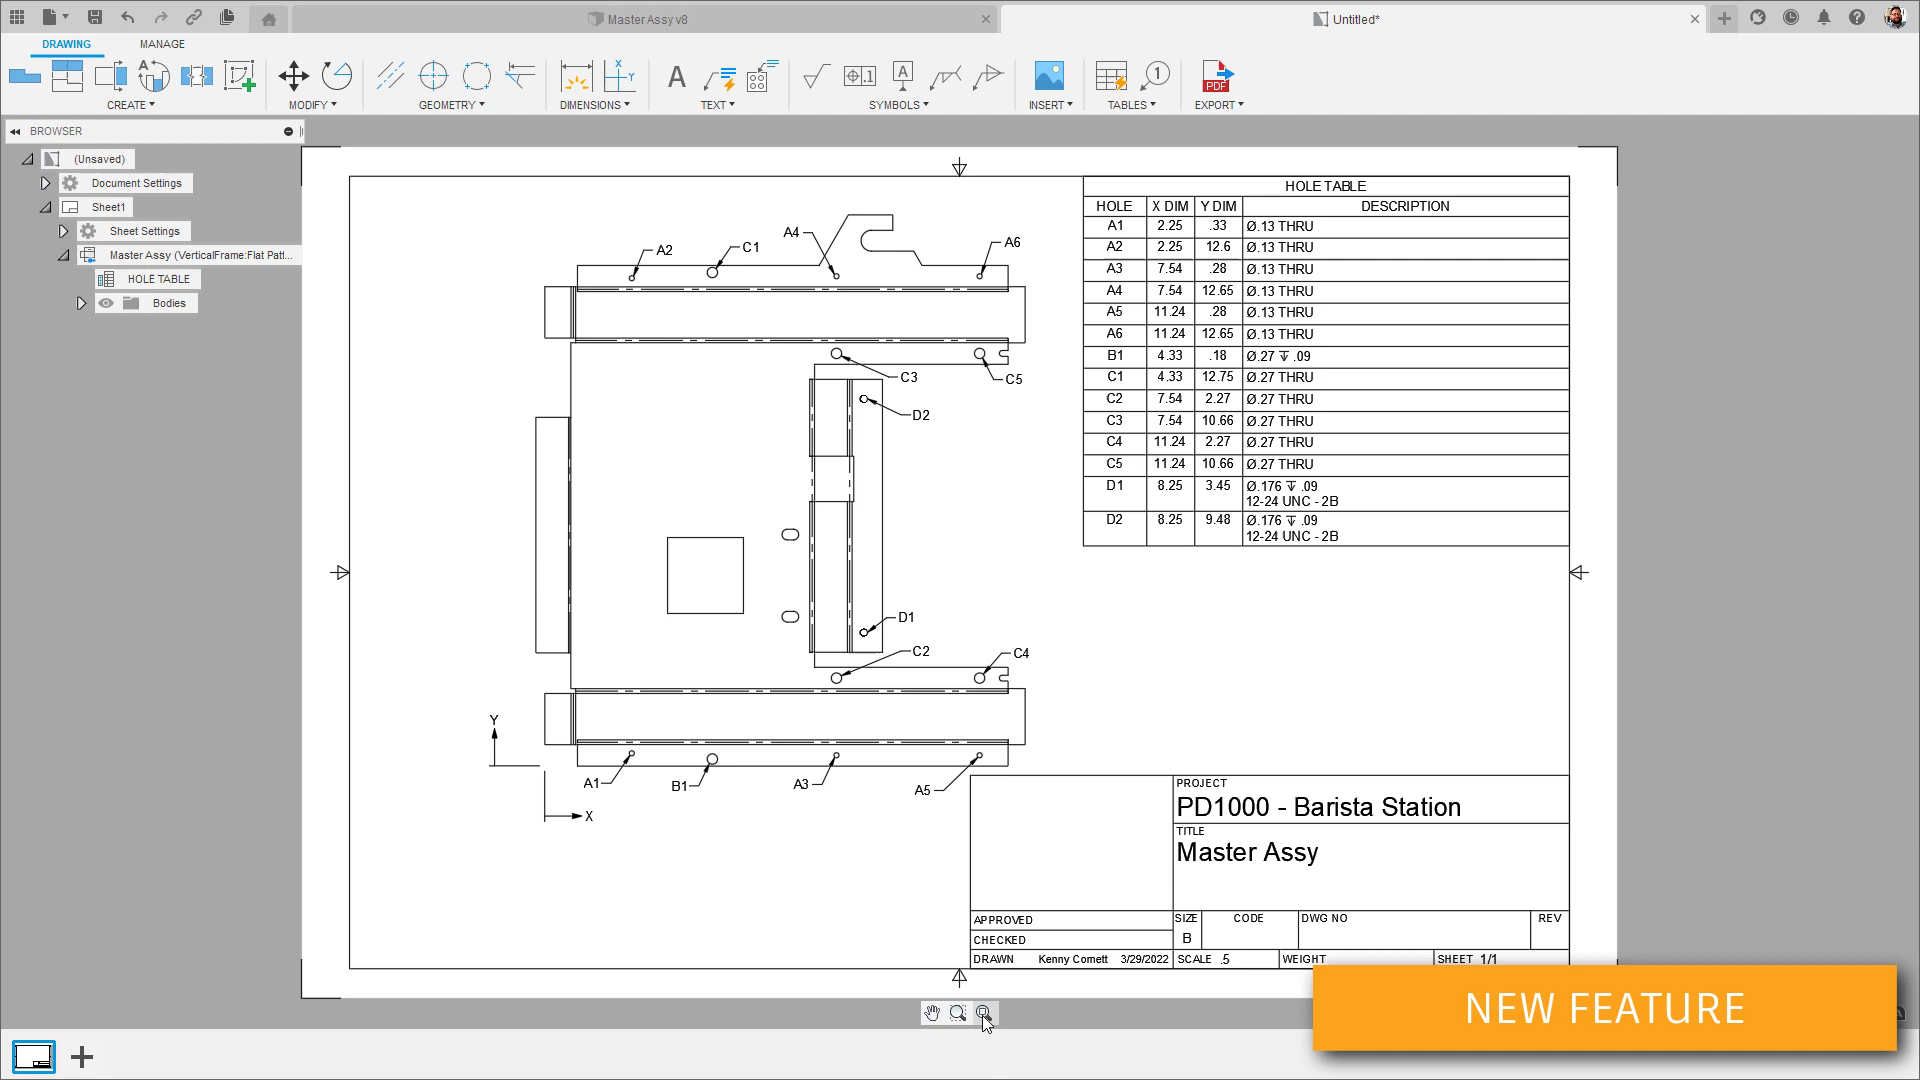 Master Assy v8
Untitled*
DRAWING
MANAGE
CREATE
MODIFY
GEOMETRY
DIMENSIONS
TEXT
SYMBOLS
INSERT
TABLES
EXPORT
PDF
BROWSER
(Unsaved)
Document Settings
Sheet1
Sheet Settings
Master Assy (VerticalFrame:Flat Patt...
HOLE TABLE
Bodies
A2
C1
A4
A6
C3
C5
D2
D1
C2
C4
Y
A1
B1
A3
A5
X
HOLE TABLE
HOLE X DIM Y DIM DESCRIPTION
A1 2.25 .33 Ø.13 THRU
A2 2.25 12.6 Ø.13 THRU
A3 7.54 .28 Ø.13 THRU
A4 7.54 12.65 Ø.13 THRU
A5 11.24 .28 Ø.13 THRU
A6 11.24 12.65 Ø.13 THRU
B1 4.33 .18 Ø.27 ↧ .09
C1 4.33 12.75 Ø.27 THRU
C2 7.54 2.27 Ø.27 THRU
C3 7.54 10.66 Ø.27 THRU
C4 11.24 2.27 Ø.27 THRU
C5 11.24 10.66 Ø.27 THRU
D1 8.25 3.45 Ø.176 ↧ .09
12-24 UNC - 2B
D2 8.25 9.48 Ø.176 ↧ .09
12-24 UNC - 2B
PROJECT
PD1000 - Barista Station
TITLE
Master Assy
APPROVED
CHECKED
DRAWN Kenny Cornett 3/29/2022
SIZE CODE DWG NO REV
B
SCALE .5 WEIGHT SHEET 1/1
NEW FEATURE